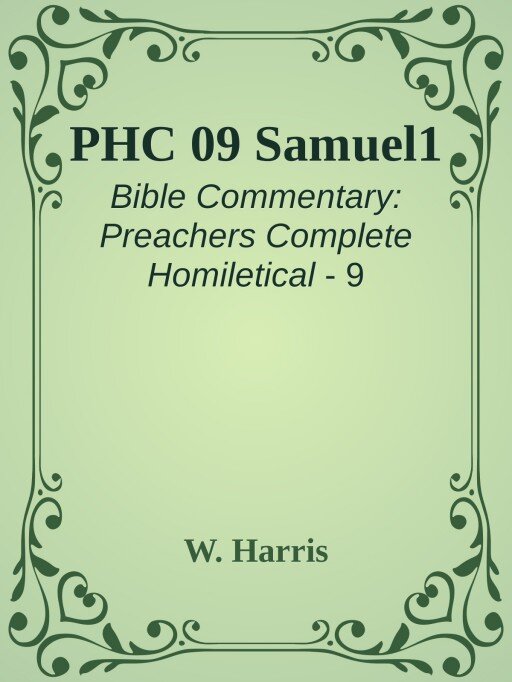 PHC 09 Samuel1
Bible Commentary:
Preachers Complete
Homiletical - 9
W. Harris